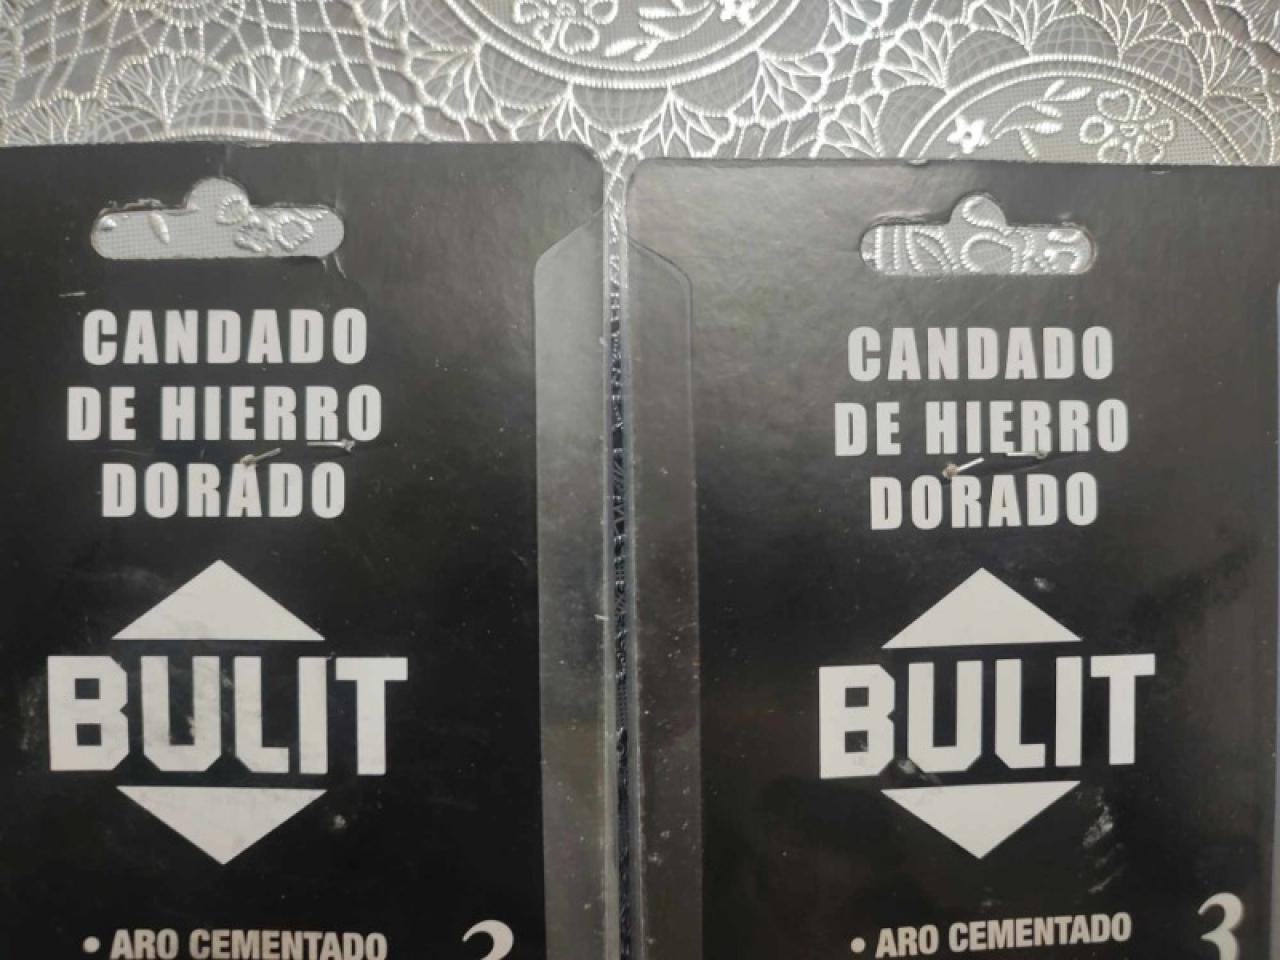 CANDADO
DE HIERRO
DORADO
BULIT
• ARO CEMENTADO
CANDADO
DE HIERRO
DORADO
BULIT
• ARO CEMENTADO
3